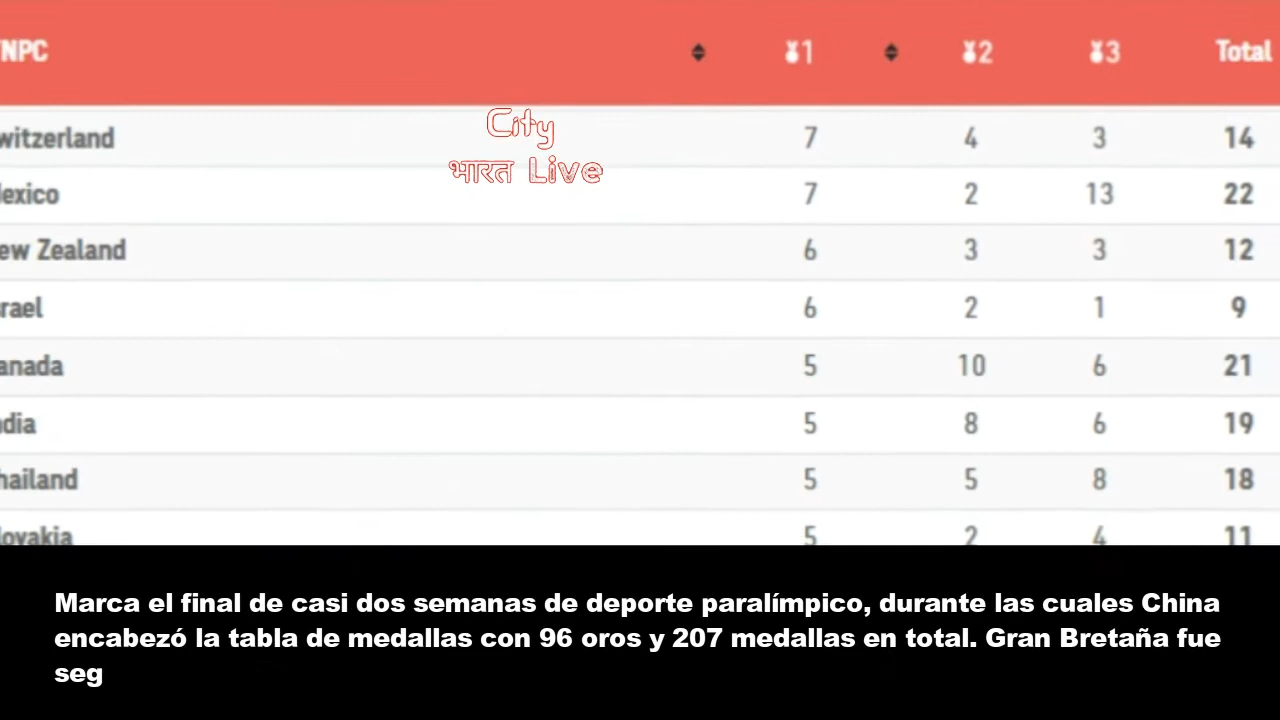 NPC 1 2 3 Total
witzerland 7 4 3 14
City
भारत Live
exico 7 2 13 22
ew Zealand 6 3 3 12
rael 6 2 1 9
anada 5 10 6 21
dia 5 8 6 19
hailand 5 5 8 18
lovakia 5 2 4 11
Marca el final de casi dos semanas de deporte paralímpico, durante las cuales China
encabezó la tabla de medallas con 96 oros y 207 medallas en total. Gran Bretaña fue
seg